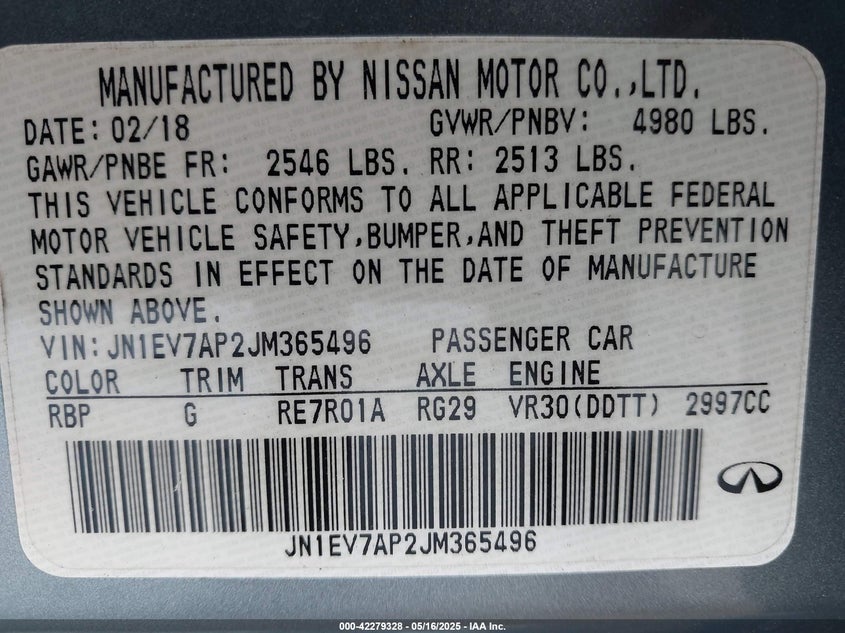 MANUFACTURED BY NISSAN MOTOR CO.,LTD.
DATE: 02/18 GVWR/PNBV: 4980 LBS.
GAWR/PNBE FR: 2546 LBS. RR: 2513 LBS.
THIS VEHICLE CONFORMS TO ALL APPLICABLE FEDERAL
MOTOR VEHICLE SAFETY,BUMPER,AND THEFT PREVENTION
STANDARDS IN EFFECT ON THE DATE OF MANUFACTURE
SHOWN ABOVE.
VIN: JN1EV7AP2JM365496 PASSENGER CAR
COLOR TRIM TRANS AXLE ENGINE
RBP G RE7R01A RG29 VR30(DDTT) 2997CC
JN1EV7AP2JM365496
000-42279328 - 05/16/2025 - IAA Inc.